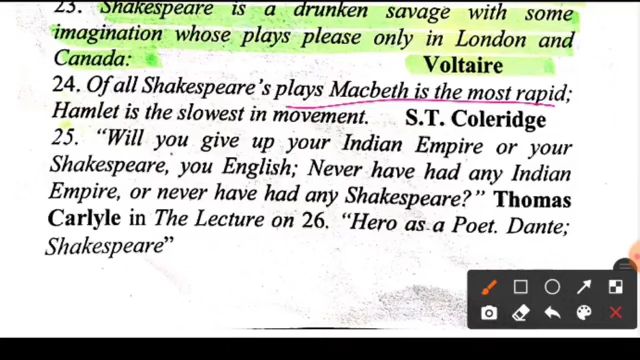 23. Shakespeare is a drunken savage with some
imagination whose plays please only in London and
Canada: Voltaire
24. Of all Shakespeare's plays Macbeth is the most rapid;
Hamlet is the slowest in movement. S.T. Coleridge
25. "Will you give up your Indian Empire or your
Shakespeare, you English; Never have had any Indian
Empire, or never have had any Shakespeare?" Thomas
Carlyle in The Lecture on 26. "Hero as a Poet. Dante;
Shakespeare"